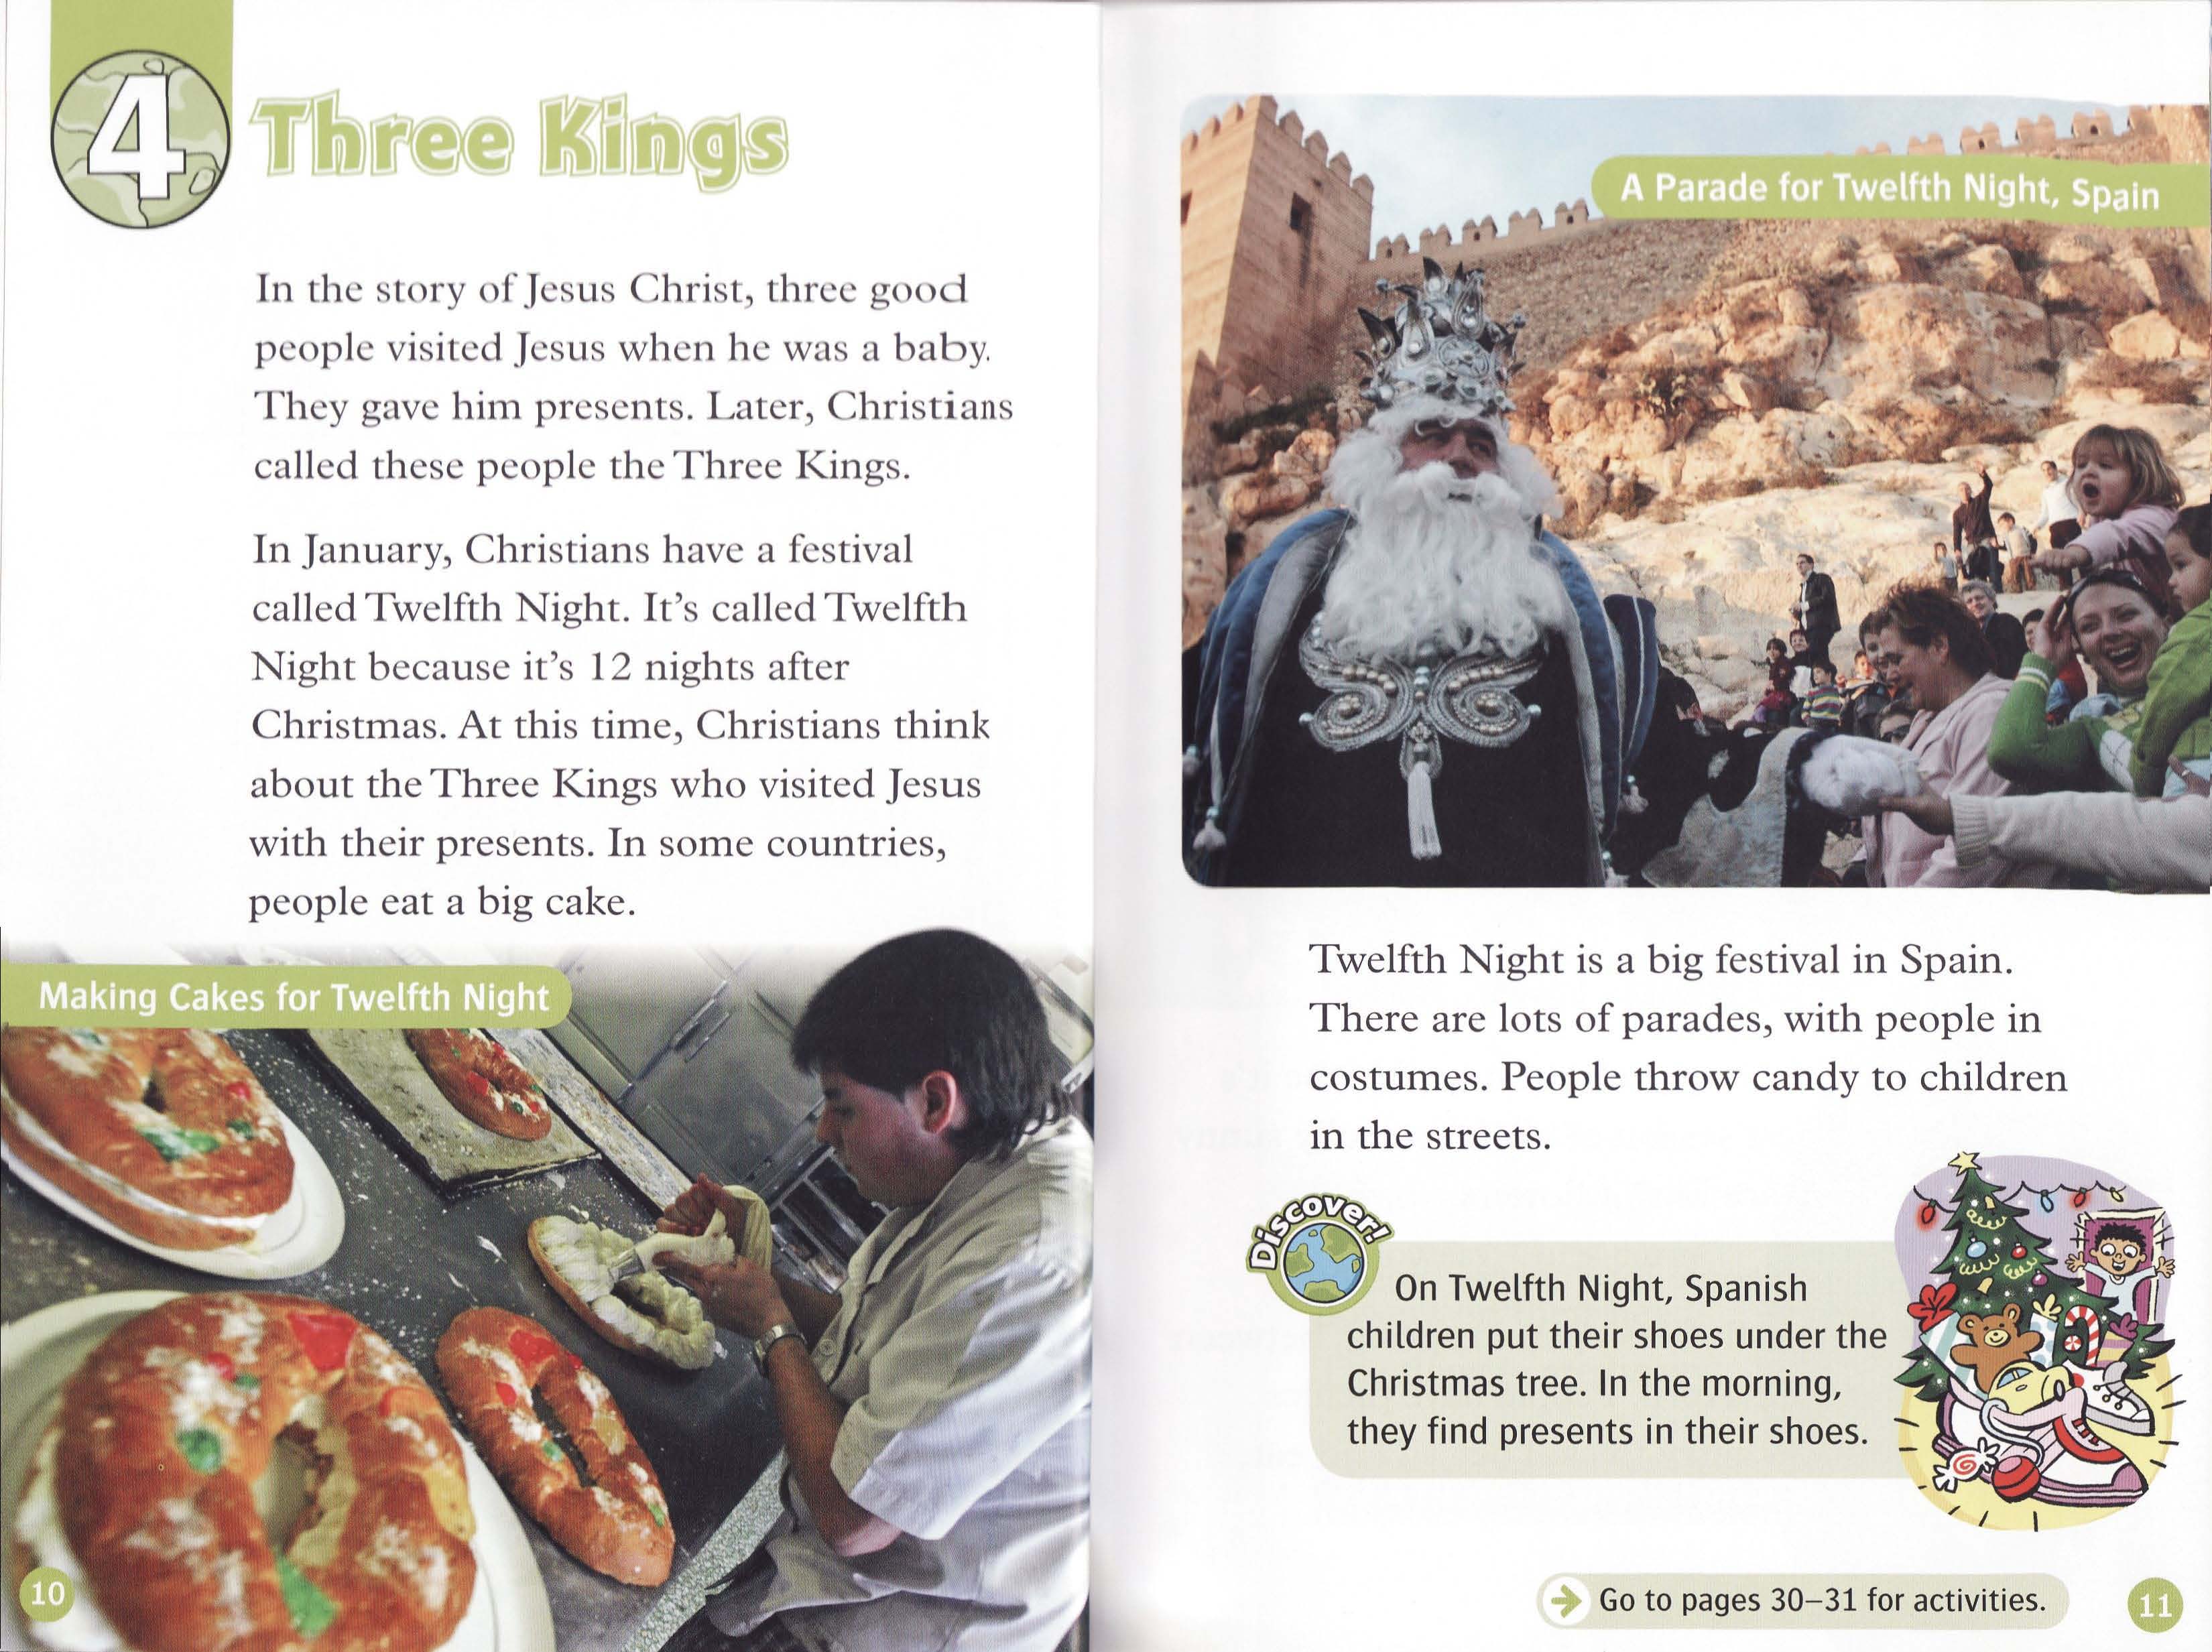 4
Three Kings
In the story of Jesus Christ, three good
people visited Jesus when he was a baby.
They gave him presents. Later, Christians
called these people the Three Kings.
In January, Christians have a festival
called Twelfth Night. It's called Twelfth
Night because it's 12 nights after
Christmas. At this time, Christians think
about the Three Kings who visited Jesus
with their presents. In some countries,
people eat a big cake.
Making Cakes for Twelfth Night
10
A Parade for Twelfth Night, Spain
Twelfth Night is a big festival in Spain.
There are lots of parades, with people in
costumes. People throw candy to children
in the streets.
Discover!
On Twelfth Night, Spanish
children put their shoes under the
Christmas tree. In the morning,
they find presents in their shoes.
Go to pages 30–31 for activities.
11